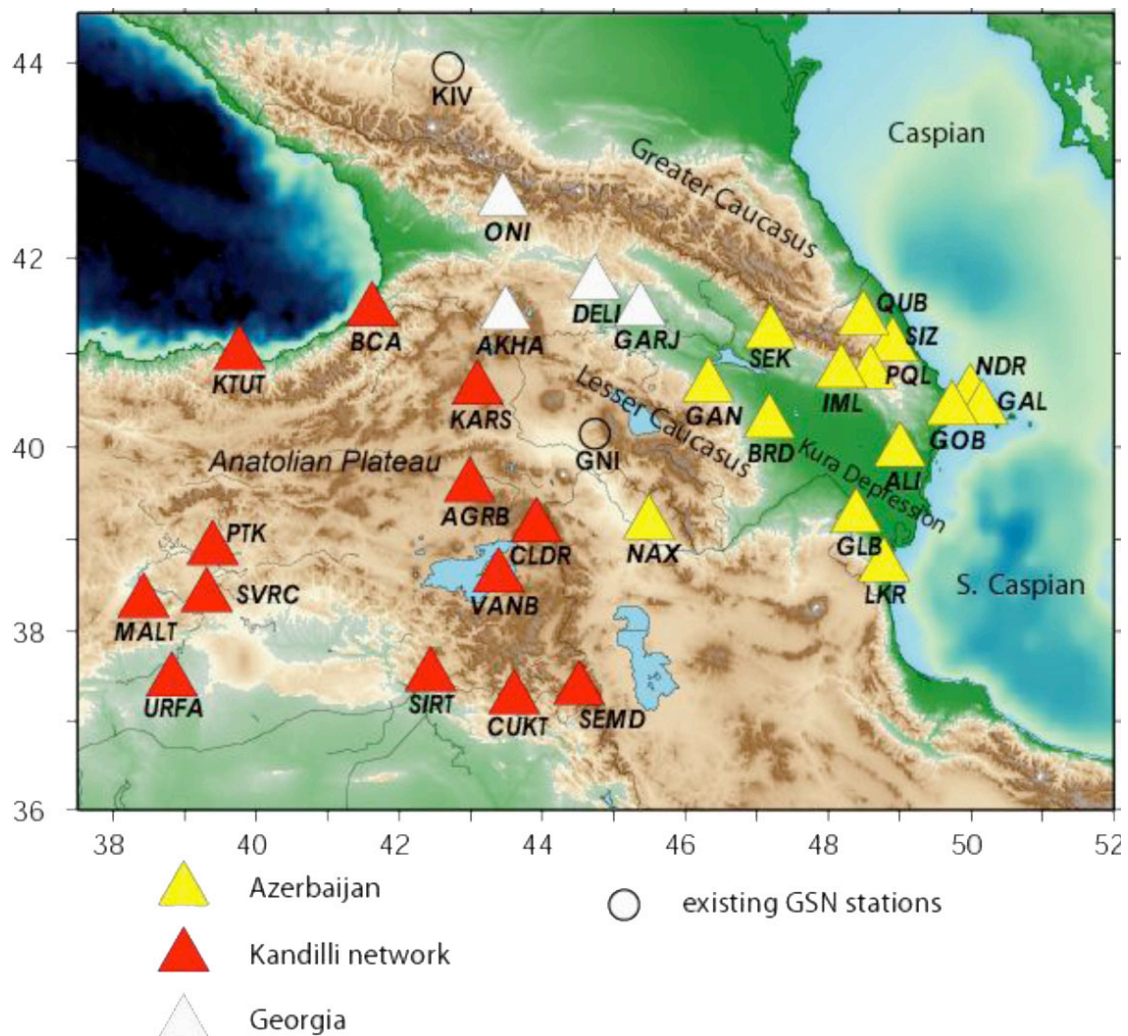 44
KIV
Caspian
Greater Caucasus
ONI
42
DELI
GARJ
QUB
SIZ
BCA
AKHA
SEK
PQL
NDR
KTUT
KARS
Lesser Caucasus
GAN
IML
GAL
GOB
40
GNI
BRD
Kura Depression
ALI
Anatolian Plateau
AGRB
CLDR
NAX
GLB
PTK
SVRC
VANB
LKR
S. Caspian
38
MALT
URFA
SIRT
CUKT
SEMD
36
38 40 42 44 46 48 50 52
Azerbaijan
existing GSN stations
Kandilli network
Georgia